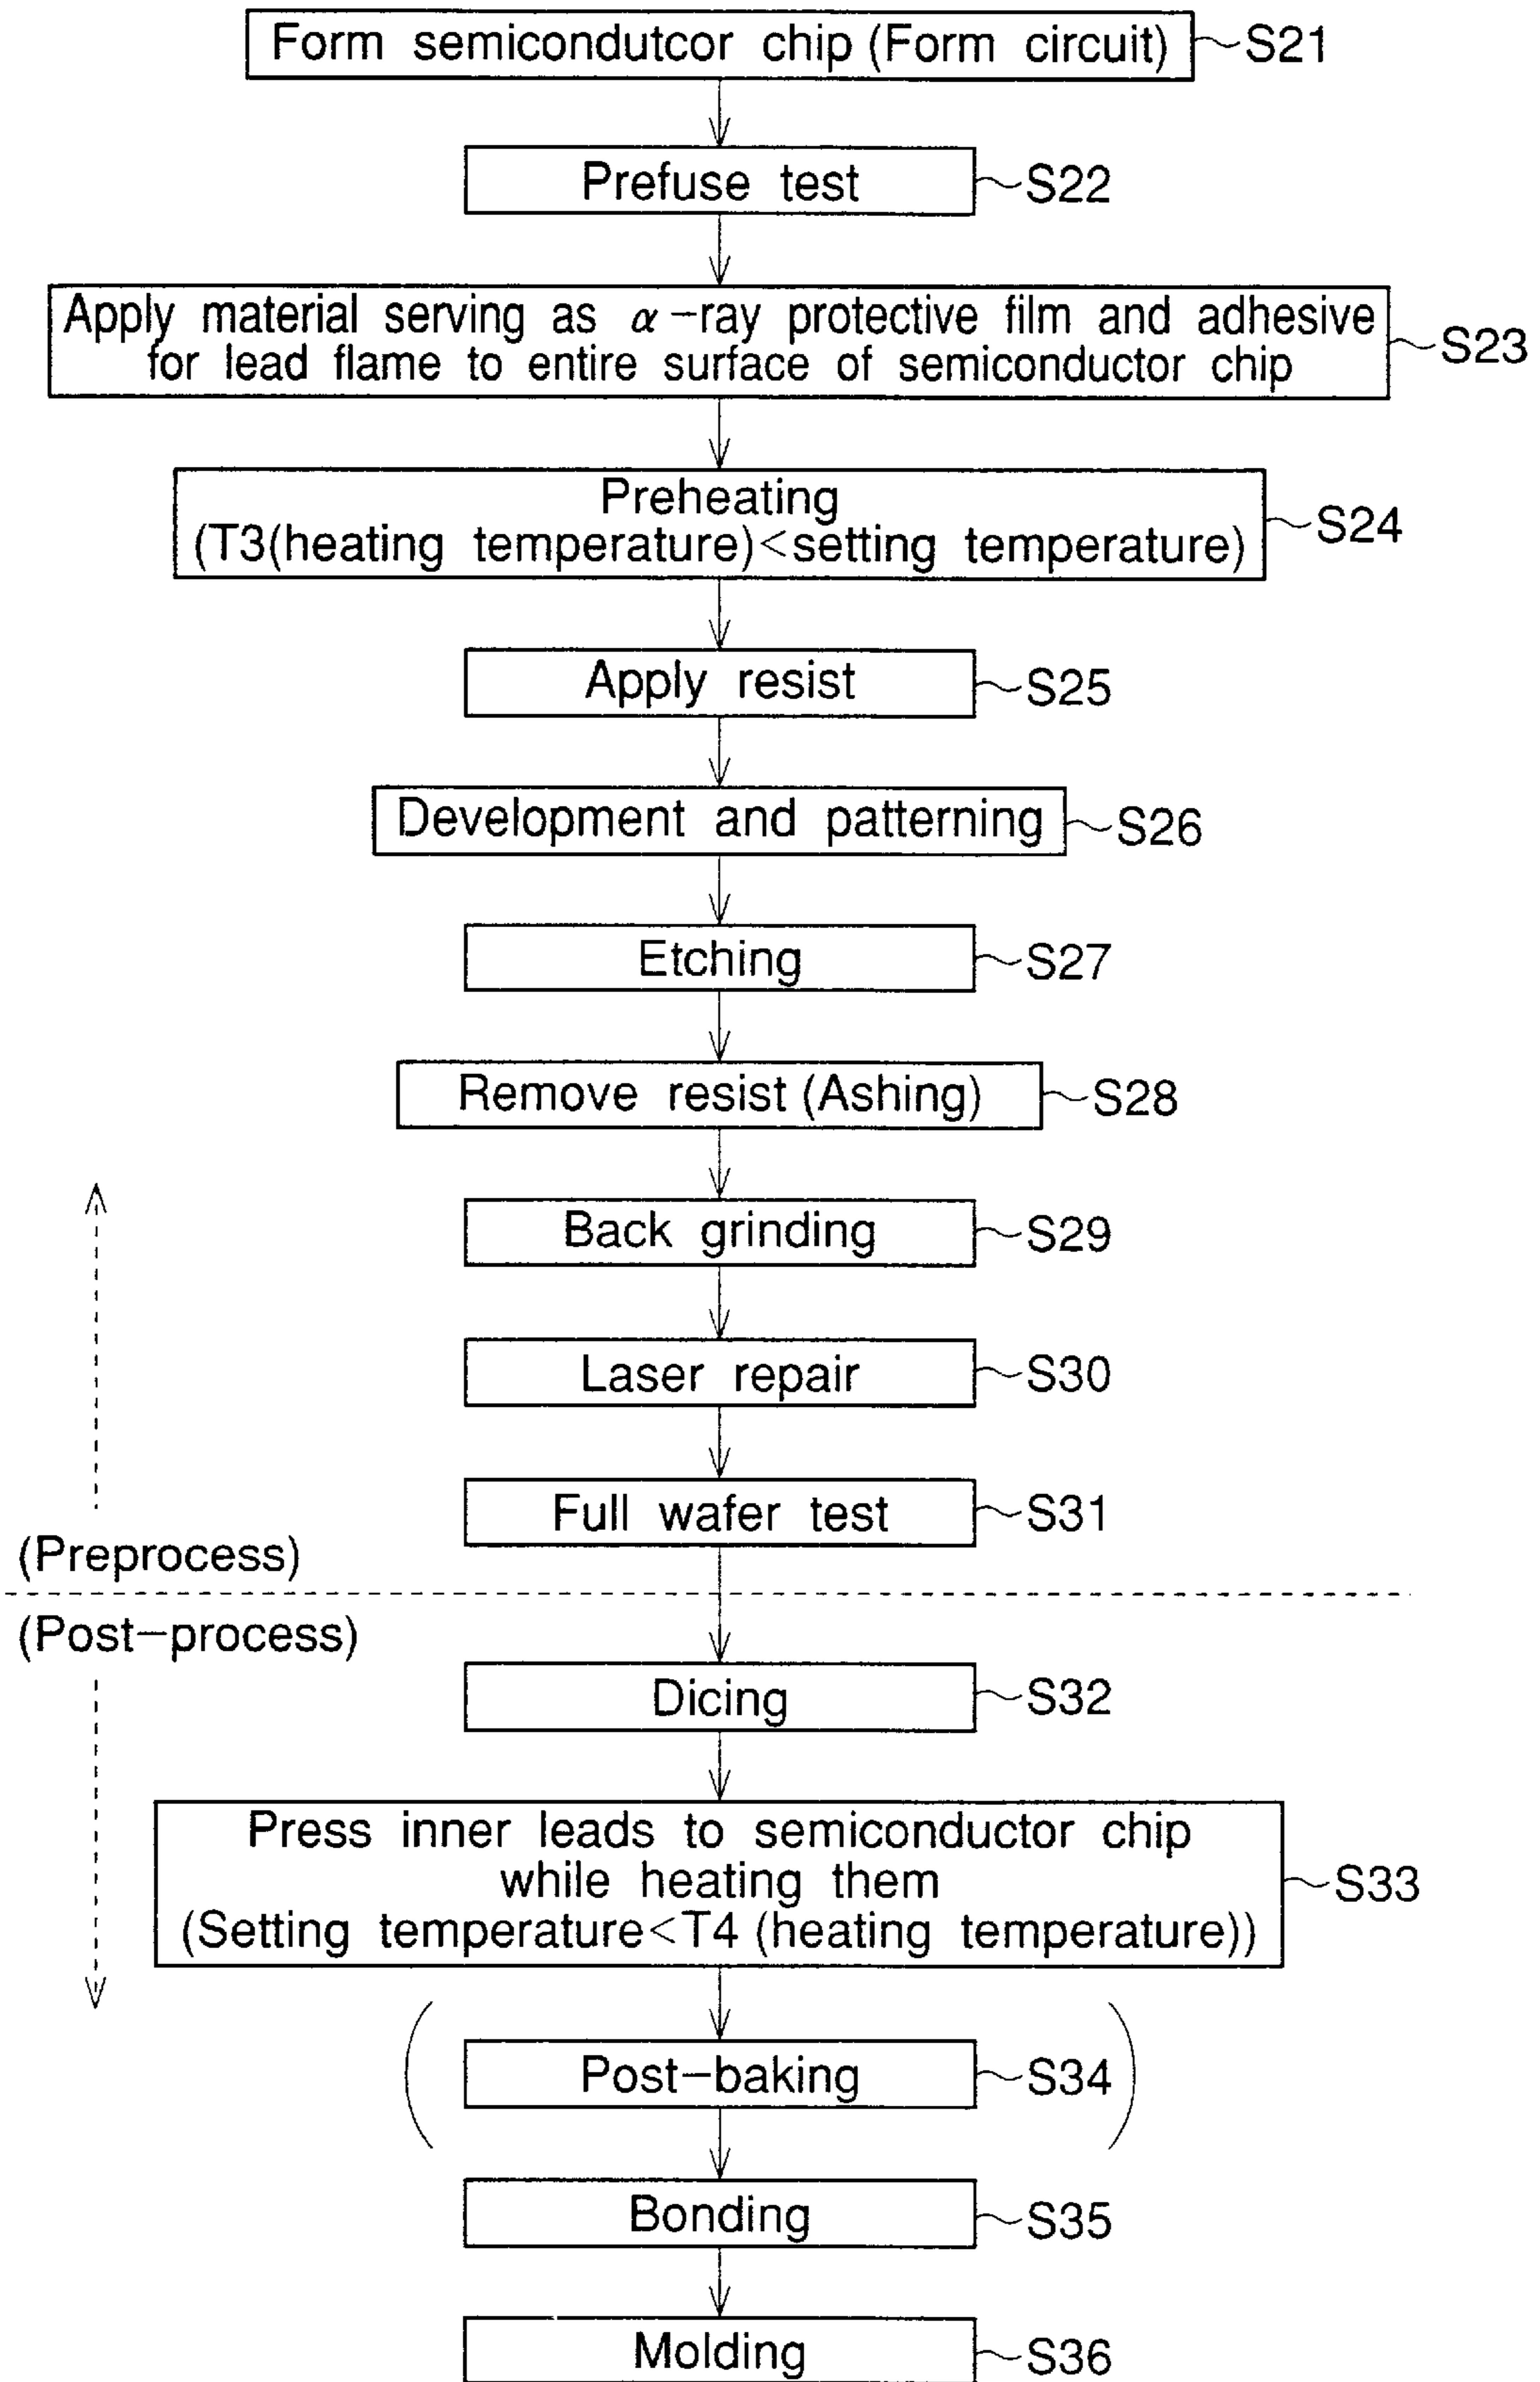 Form semicondutcor chip (Form circuit) S21
Prefuse test S22
Apply material serving as α-ray protective film and adhesive
for lead flame to entire surface of semiconductor chip S23
Preheating
(T3(heating temperature)<setting temperature) S24
Apply resist S25
Development and patterning S26
Etching S27
Remove resist (Ashing) S28
Back grinding S29
Laser repair S30
Full wafer test S31
(Preprocess)
(Post-process)
Dicing S32
Press inner leads to semiconductor chip
while heating them S33
(Setting temperature<T4 (heating temperature))
Post-baking S34
Bonding S35
Molding S36